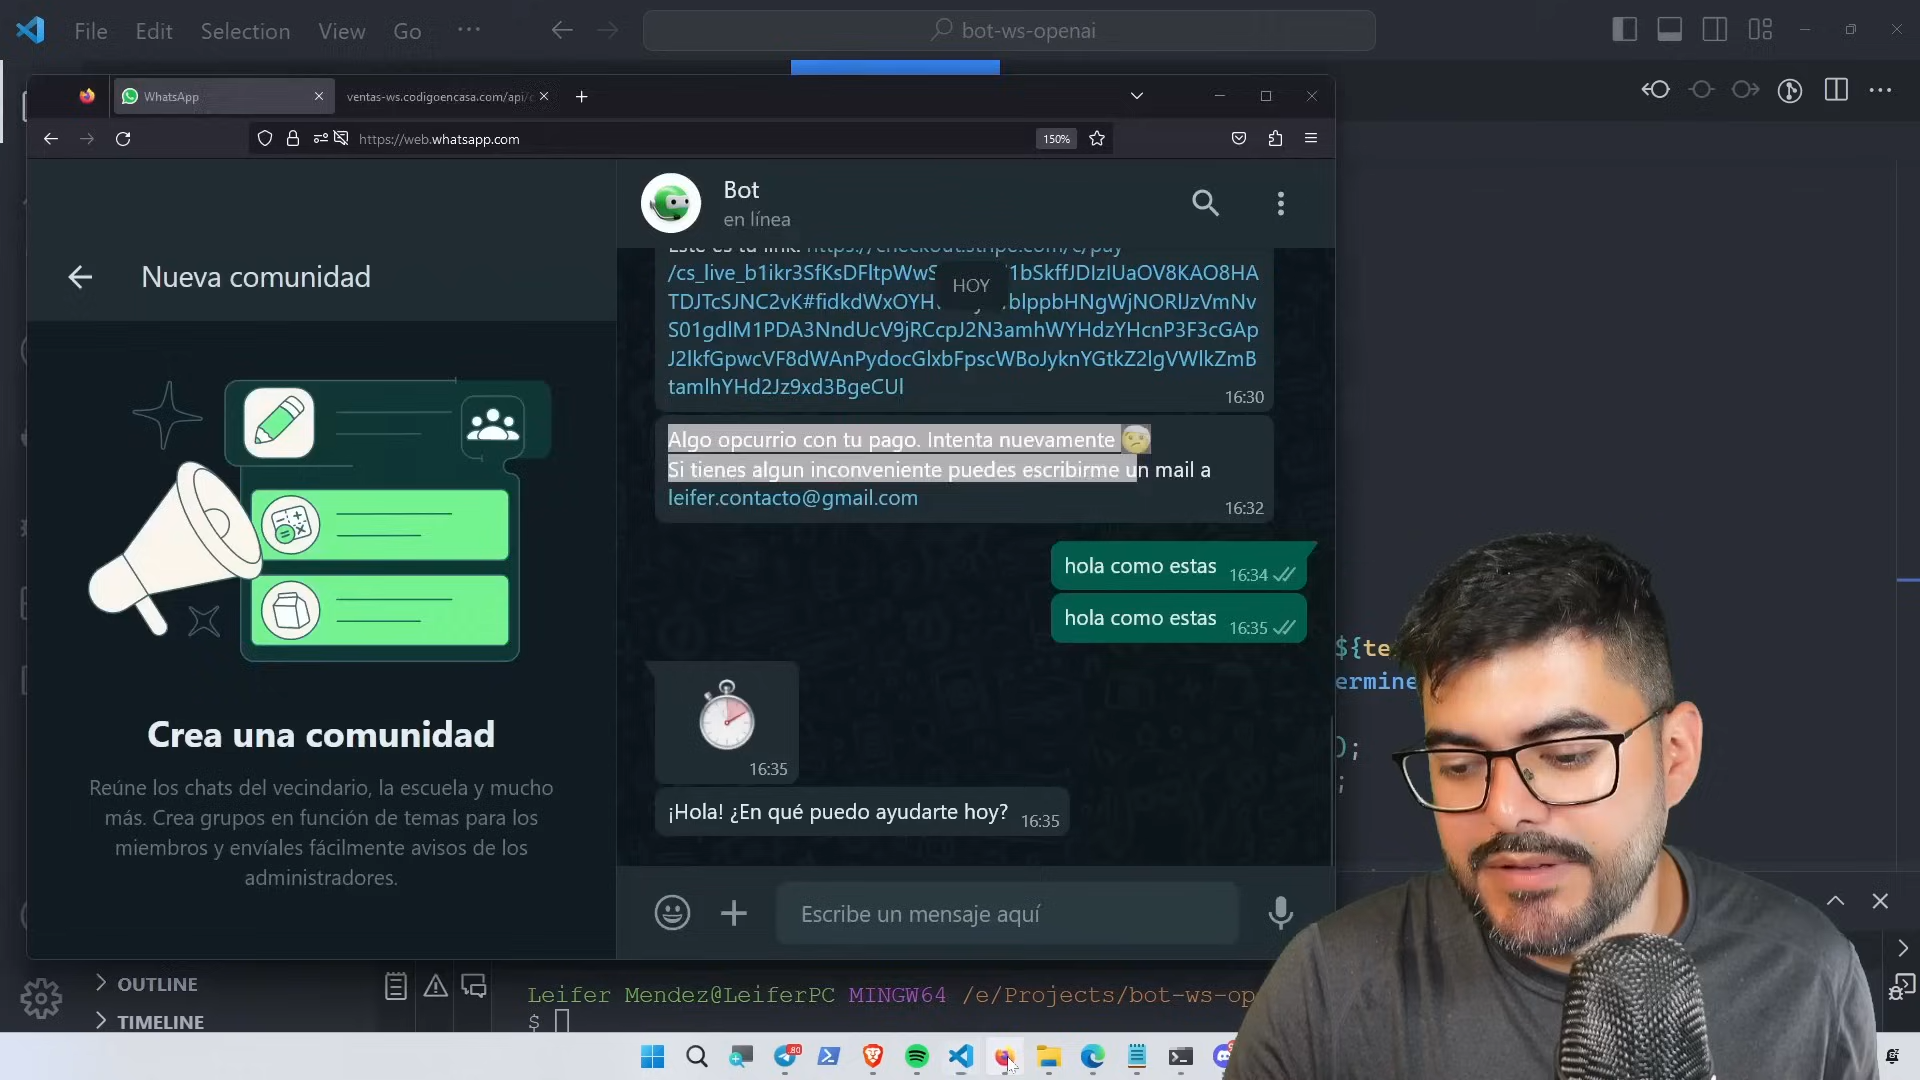 File Edit Selection View Go ···
bot-ws-openai
WhatsApp
ventas-ws.codigoencasa.com/api/
https://web.whatsapp.com
150%
Bot
en línea
Nueva comunidad
/cs_live_b1ikr3SfKsDFltpWwS
1bSkffJDIzIUaOV8KAO8HA
HOY
TDJTcSJNC2vK#fidkdWxOYH
blppbHNgWjNORlJzVmNv
S01gdlM1PDA3NndUcV9jRCcpJ2N3amhWYHdzYHcnP3F3cGAp
J2lkfGpwcVF8dWAnPydocGlxbFpscWBoJyknYGtkZ2lgVWlkZmB
tamlhYHd2Jz9xd3BgeCUl
16:30
Algo opcurrio con tu pago. Intenta nuevamente 🤕
Si tienes algun inconveniente puedes escribirme un mail a
leifer.contacto@gmail.com
16:32
hola como estas 16:34
hola como estas 16:35
16:35
¡Hola! ¿En qué puedo ayudarte hoy? 16:35
Escribe un mensaje aquí
Crea una comunidad
Reúne los chats del vecindario, la escuela y mucho
más. Crea grupos en función de temas para los
miembros y envíales fácilmente avisos de los
administradores.
${te
ermine
);
;
OUTLINE
TIMELINE
Leifer Mendez@LeiferPC MINGW64 /e/Projects/bot-ws-op
$
80